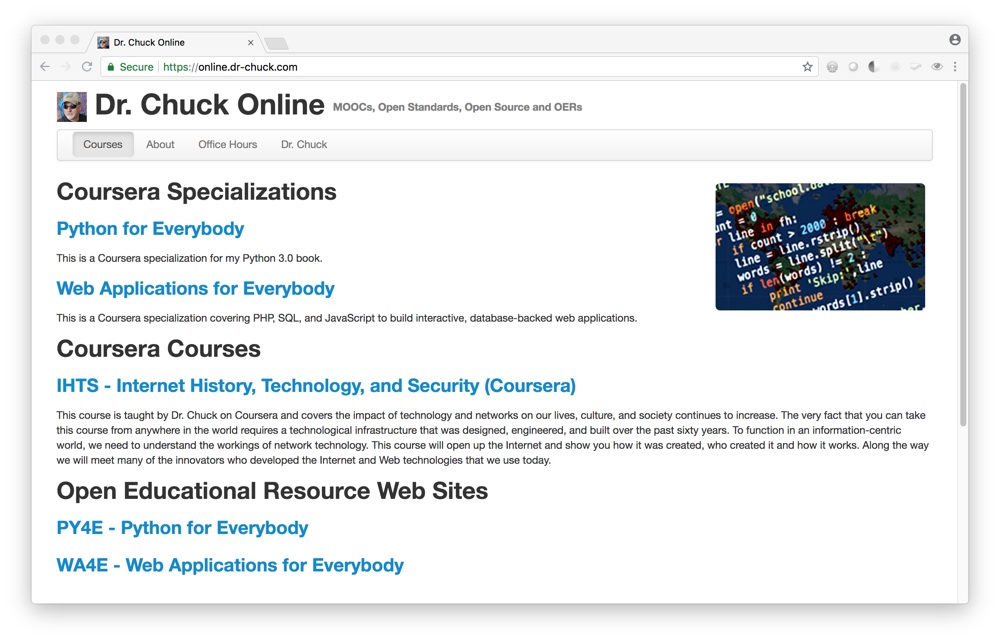 Dr. Chuck Online
Secure https://online.dr-chuck.com
Dr. Chuck Online MOOCs, Open Standards, Open Source and OERs
Courses About Office Hours Dr. Chuck
Coursera Specializations
Python for Everybody
This is a Coursera specialization for my Python 3.0 book.
Web Applications for Everybody
This is a Coursera specialization covering PHP, SQL, and JavaScript to build interactive, database-backed web applications.
= open("school.da
unt = 0
r line in fh:
if count > 2000 : break
line = line.rstrip()
words = line.split("\t")
if len(words) != 2 :
print 'Skip:',line
continue
words[1].strip()
Coursera Courses
IHTS - Internet History, Technology, and Security (Coursera)
This course is taught by Dr. Chuck on Coursera and covers the impact of technology and networks on our lives, culture, and society continues to increase. The very fact that you can take
this course from anywhere in the world requires a technological infrastructure that was designed, engineered, and built over the past sixty years. To function in an information-centric
world, we need to understand the workings of network technology. This course will open up the Internet and show you how it was created, who created it and how it works. Along the way
we will meet many of the innovators who developed the Internet and Web technologies that we use today.
Open Educational Resource Web Sites
PY4E - Python for Everybody
WA4E - Web Applications for Everybody